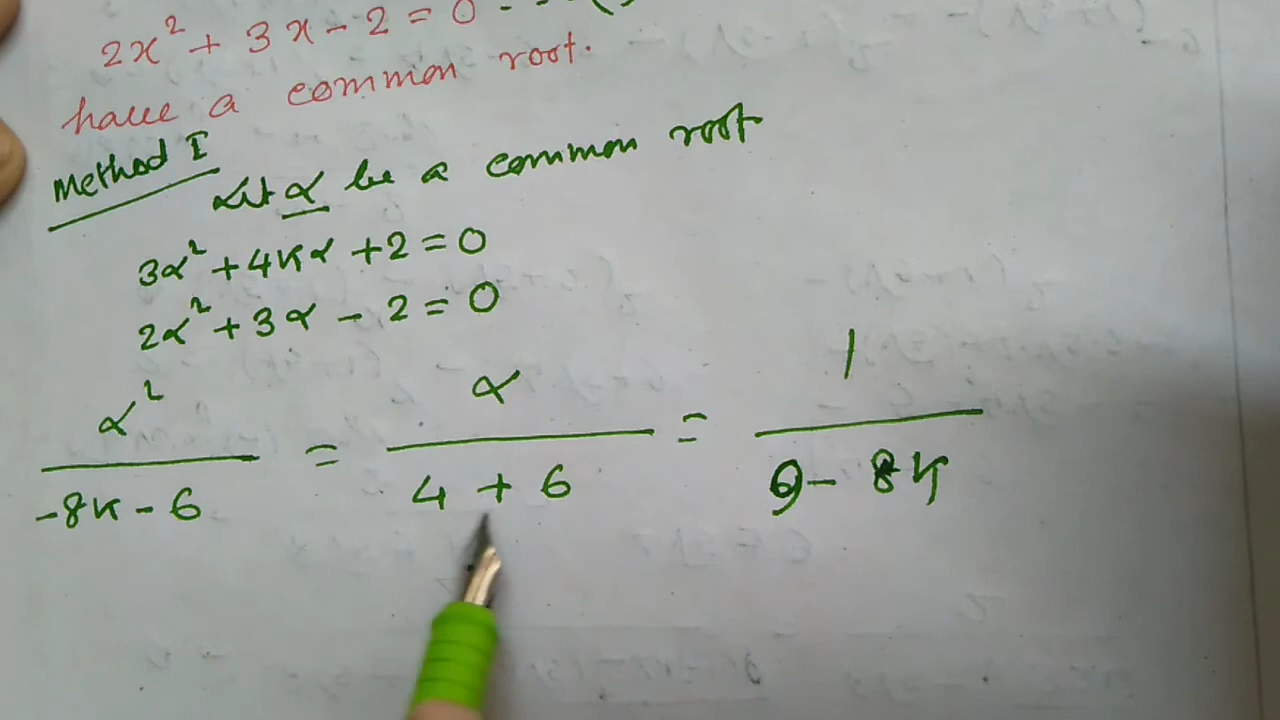 2x² + 3x - 2 = 0
have a common root.
Method I
Let α be a common root
3α² + 4kα + 2 = 0
2α² + 3α - 2 = 0
α² / (-8k - 6) = α / (4 + 6) = 1 / (9 - 8k)